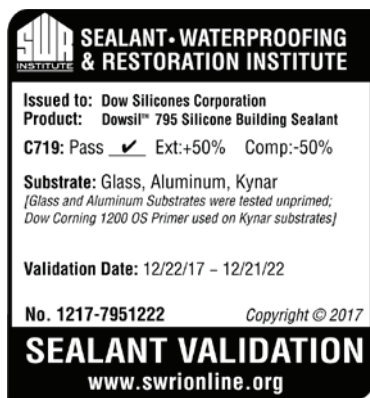 SWR
INSTITUTE
SEALANT • WATERPROOFING
& RESTORATION INSTITUTE
Issued to: Dow Silicones Corporation
Product: Dowsil™ 795 Silicone Building Sealant
C719: Pass ✔ Ext:+50% Comp:-50%
Substrate: Glass, Aluminum, Kynar
[Glass and Aluminum Substrates were tested unprimed;
Dow Corning 1200 OS Primer used on Kynar substrates]
Validation Date: 12/22/17 – 12/21/22
No. 1217-7951222 Copyright © 2017
SEALANT VALIDATION
www.swrionline.org